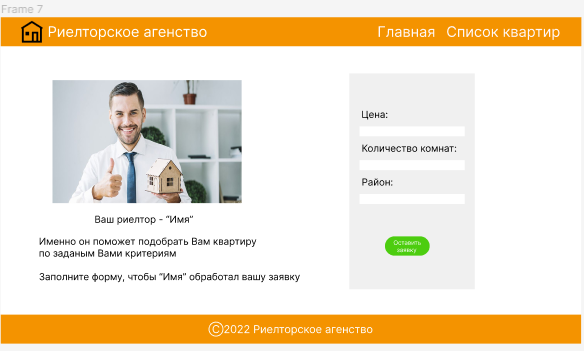 Frame 7
Риелторское агенство
Главная Список квартир
Цена:
Количество комнат:
Район:
Оставить
заявку
Ваш риелтор - “Имя”
Именно он поможет подобрать Вам квартиру
по заданым Вами критериям
Заполните форму, чтобы “Имя” обработал вашу заявку
©2022 Риелторское агенство